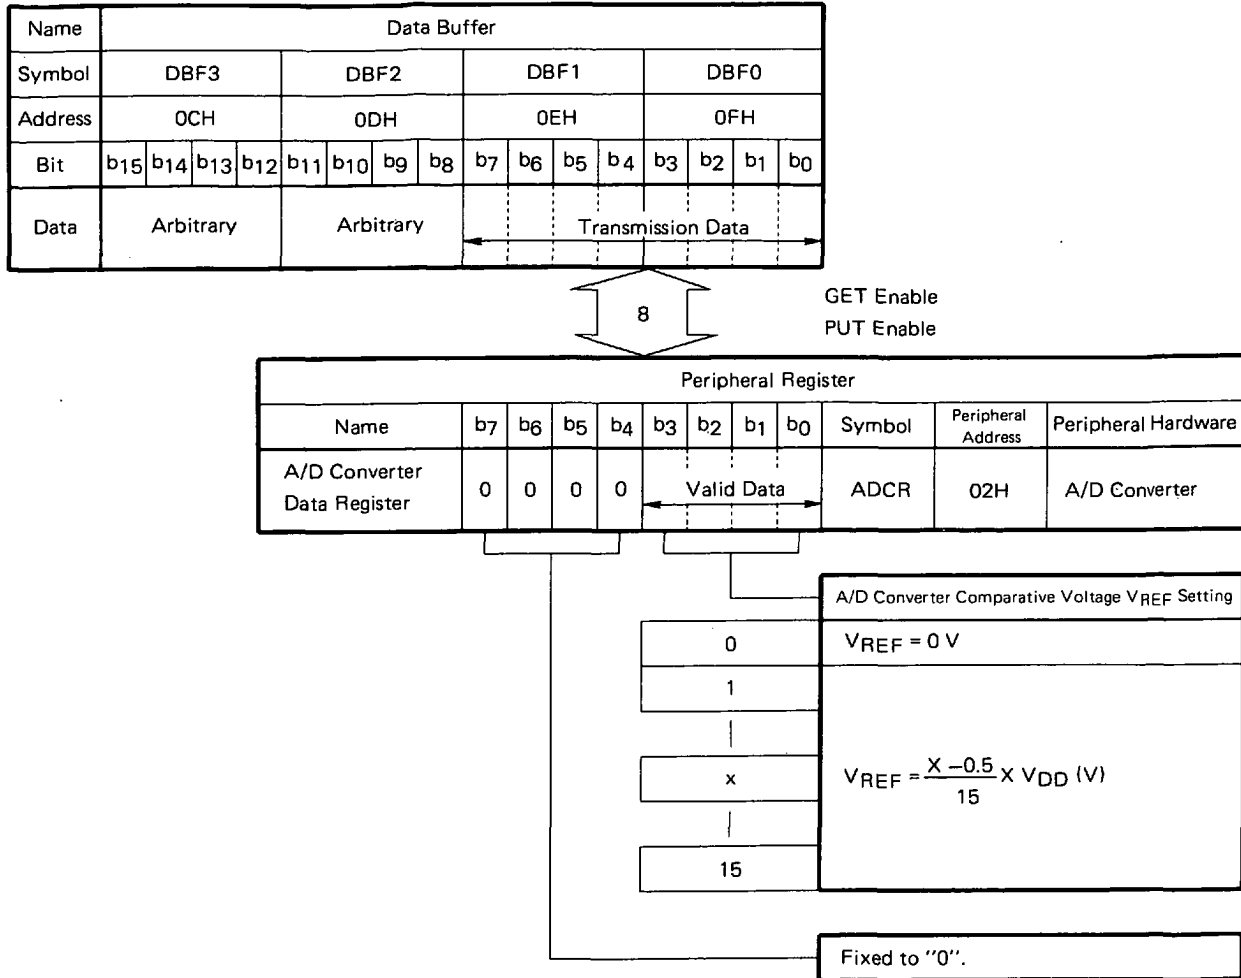 Name Data Buffer
Symbol DBF3 DBF2 DBF1 DBF0
Address 0CH 0DH 0EH 0FH
Bit b15 b14 b13 b12 b11 b10 b9 b8 b7 b6 b5 b4 b3 b2 b1 b0
Data Arbitrary Arbitrary Transmission Data
8
GET Enable
PUT Enable
Peripheral Register
Name b7 b6 b5 b4 b3 b2 b1 b0 Symbol Peripheral Address Peripheral Hardware
A/D Converter
Data Register 0 0 0 0 Valid Data ADCR 02H A/D Converter
A/D Converter Comparative Voltage VREF Setting
0 VREF = 0 V
1
x VREF = X −0.5 / 15 X VDD (V)
15
Fixed to "0".